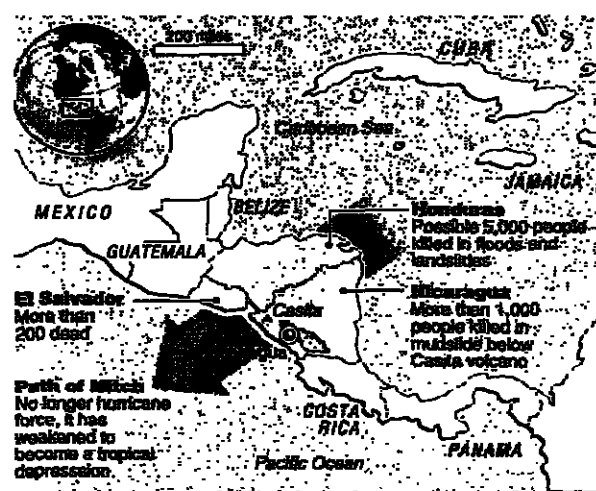 200 miles
CUBA
Caribbean Sea
JAMAICA
MEXICO
BELIZE
Honduras
Possible 5,000 people
killed in floods and
landslides
GUATEMALA
El Salvador
More than
200 dead
Casita
Nicaragua
More than 1,000
people killed in
mudslide below
Casita volcano
Path of Mitch
No longer hurricane
force, it has
weakened to
become a tropical
depression
COSTA
RICA
PANAMA
Pacific Ocean